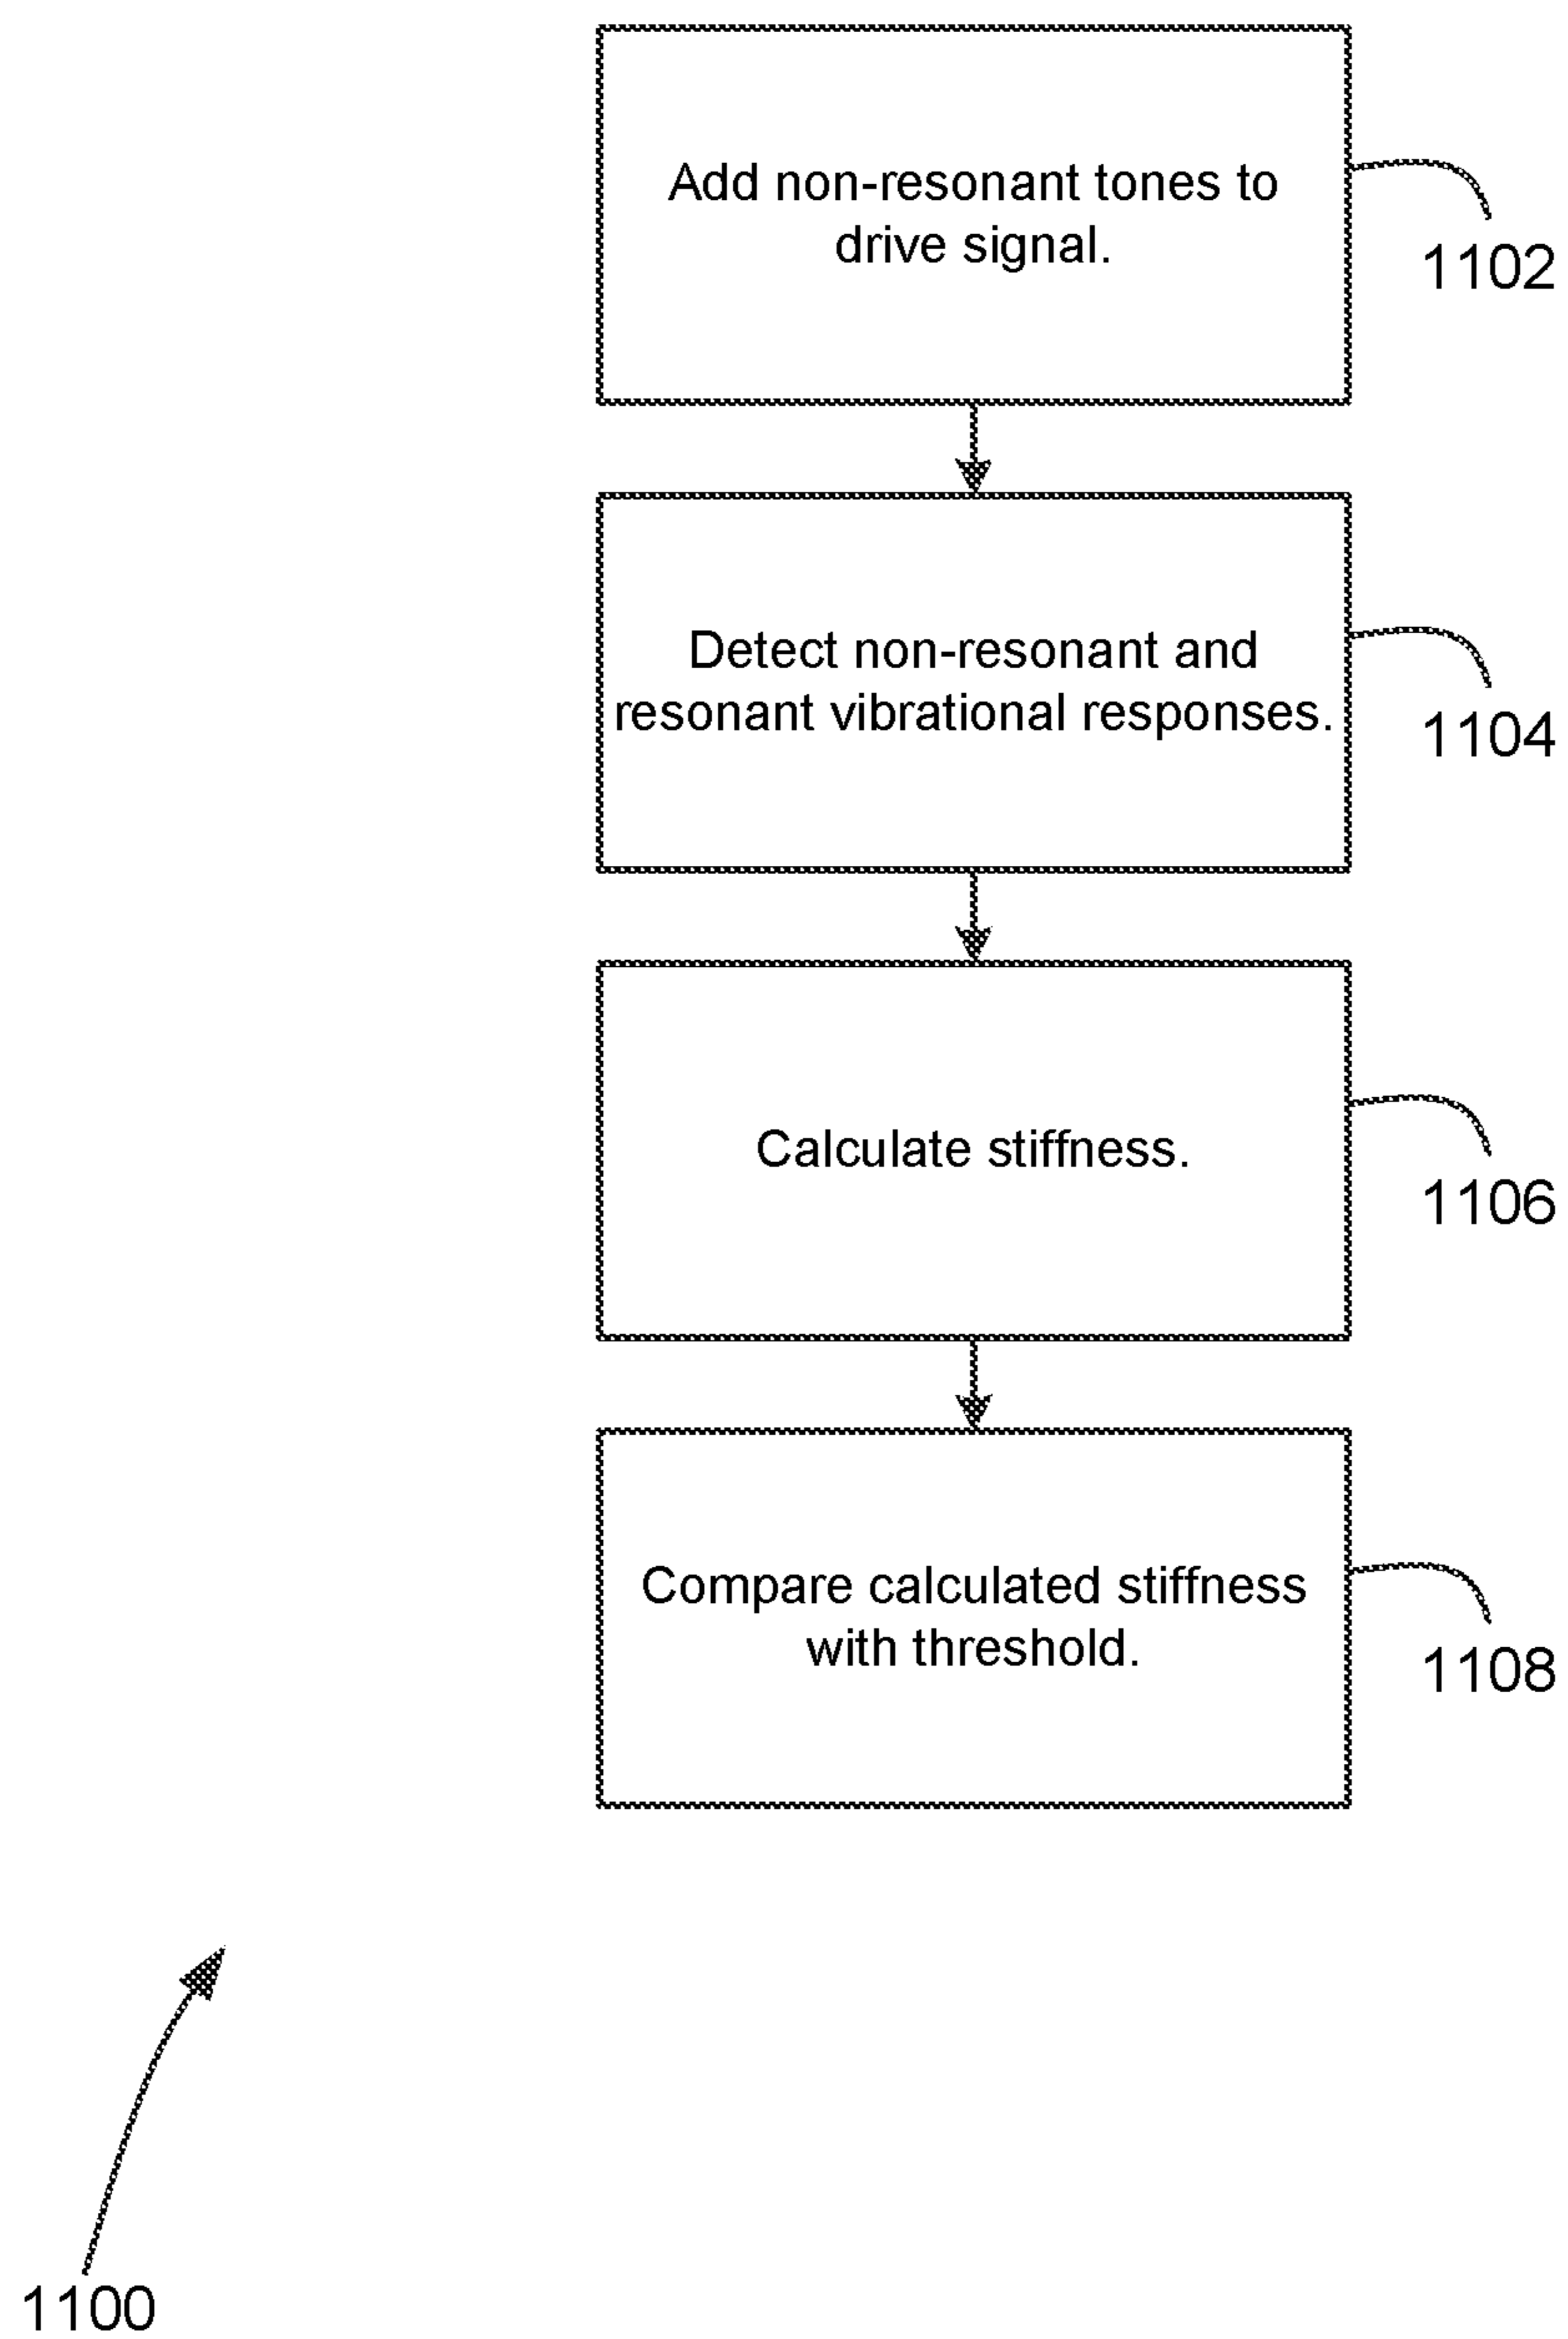 Add non-resonant tones to
drive signal.
1102
Detect non-resonant and
resonant vibrational responses.
1104
Calculate stiffness.
1106
Compare calculated stiffness
with threshold.
1108
1100